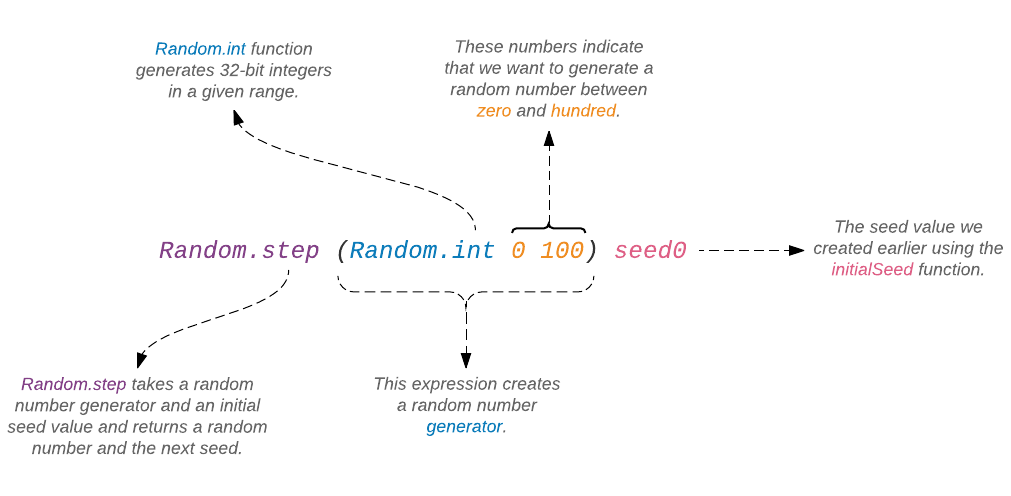 Random.int function
generates 32-bit integers
in a given range.
These numbers indicate
that we want to generate a
random number between
zero and hundred.
Random.step (Random.int 0 100) seed0
The seed value we
created earlier using the
initialSeed function.
Random.step takes a random
number generator and an initial
seed value and returns a random
number and the next seed.
This expression creates
a random number
generator.